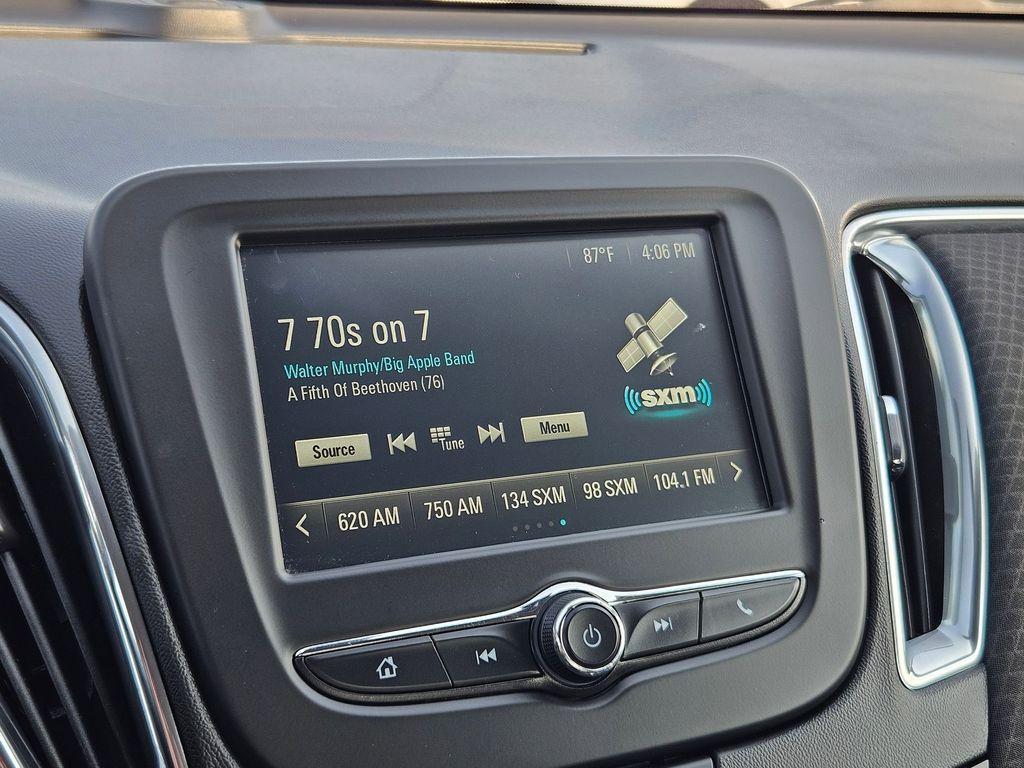 87°F 4:06 PM
7 70s on 7
Walter Murphy/Big Apple Band
A Fifth Of Beethoven (76)
sxm
Source Tune Menu
620 AM 750 AM 134 SXM 98 SXM 104.1 FM